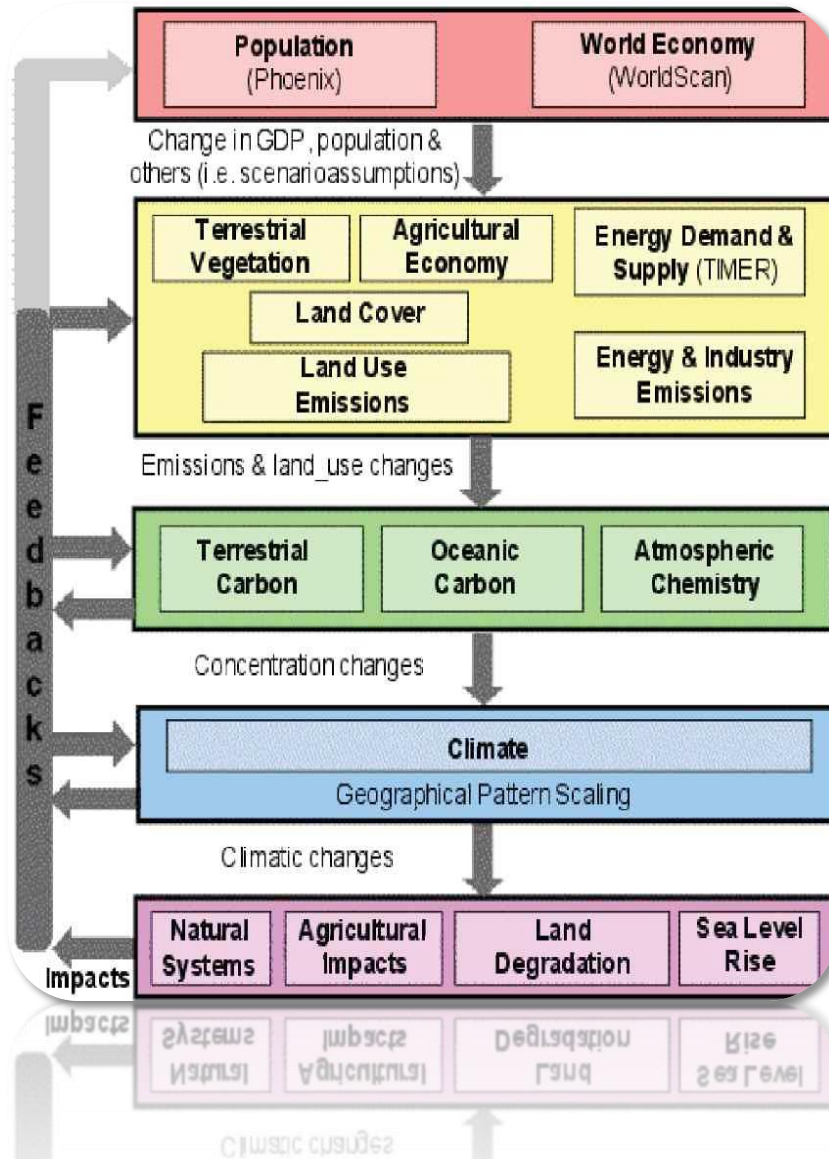 Population
(Phoenix)
World Economy
(WorldScan)
Change in GDP, population &
others (i.e. scenarioassumptions)
Terrestrial
Vegetation
Agricultural
Economy
Energy Demand &
Supply (TIMER)
Land Cover
Land Use
Emissions
Energy & Industry
Emissions
Feedbacks
Emissions & land_use changes
Terrestrial
Carbon
Oceanic
Carbon
Atmospheric
Chemistry
Concentration changes
Climate
Geographical Pattern Scaling
Climatic changes
Natural
Systems
Agricultural
Impacts
Land
Degradation
Sea Level
Rise
Impacts